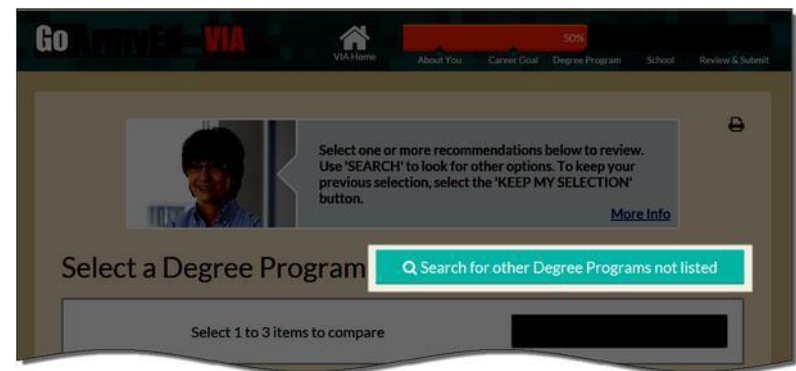 GoArmyEd VIA
VIA Home
50%
About You Career Goal Degree Program School Review & Submit
Select one or more recommendations below to review.
Use 'SEARCH' to look for other options. To keep your
previous selection, select the 'KEEP MY SELECTION'
button.
More Info
Select a Degree Program
Search for other Degree Programs not listed
Select 1 to 3 items to compare